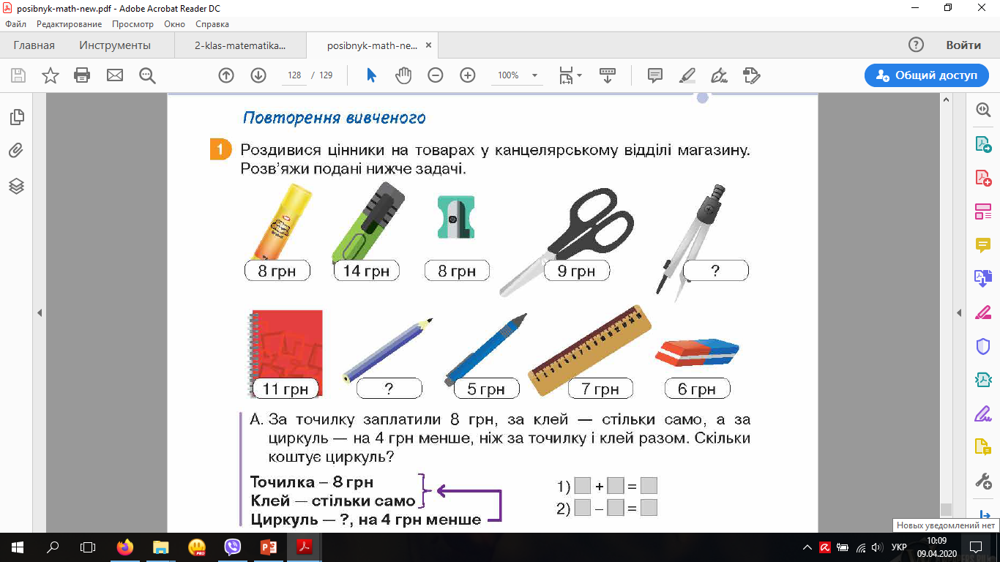 posibnyk-math-new.pdf - Adobe Acrobat Reader DC
Файл Редактирование Просмотр Окно Справка
Главная Инструменты 2-klas-matematika... posibnyk-math-ne... ×
128 / 129 100% Общий доступ
? Войти
Повторення вивченого
1 Роздивися цінники на товарах у канцелярському відділі магазину.
Розв’яжи подані нижче задачі.
8 грн 14 грн 8 грн 9 грн ?
11 грн ? 5 грн 7 грн 6 грн
А. За точилку заплатили 8 грн, за клей — стільки само, а за
циркуль — на 4 грн менше, ніж за точилку і клей разом. Скільки
коштує циркуль?
Точилка – 8 грн
Клей — стільки само
Циркуль — ?, на 4 грн менше
1) + =
2) – =
Новых уведомлений нет
PRO
УКР
10:09
09.04.2020